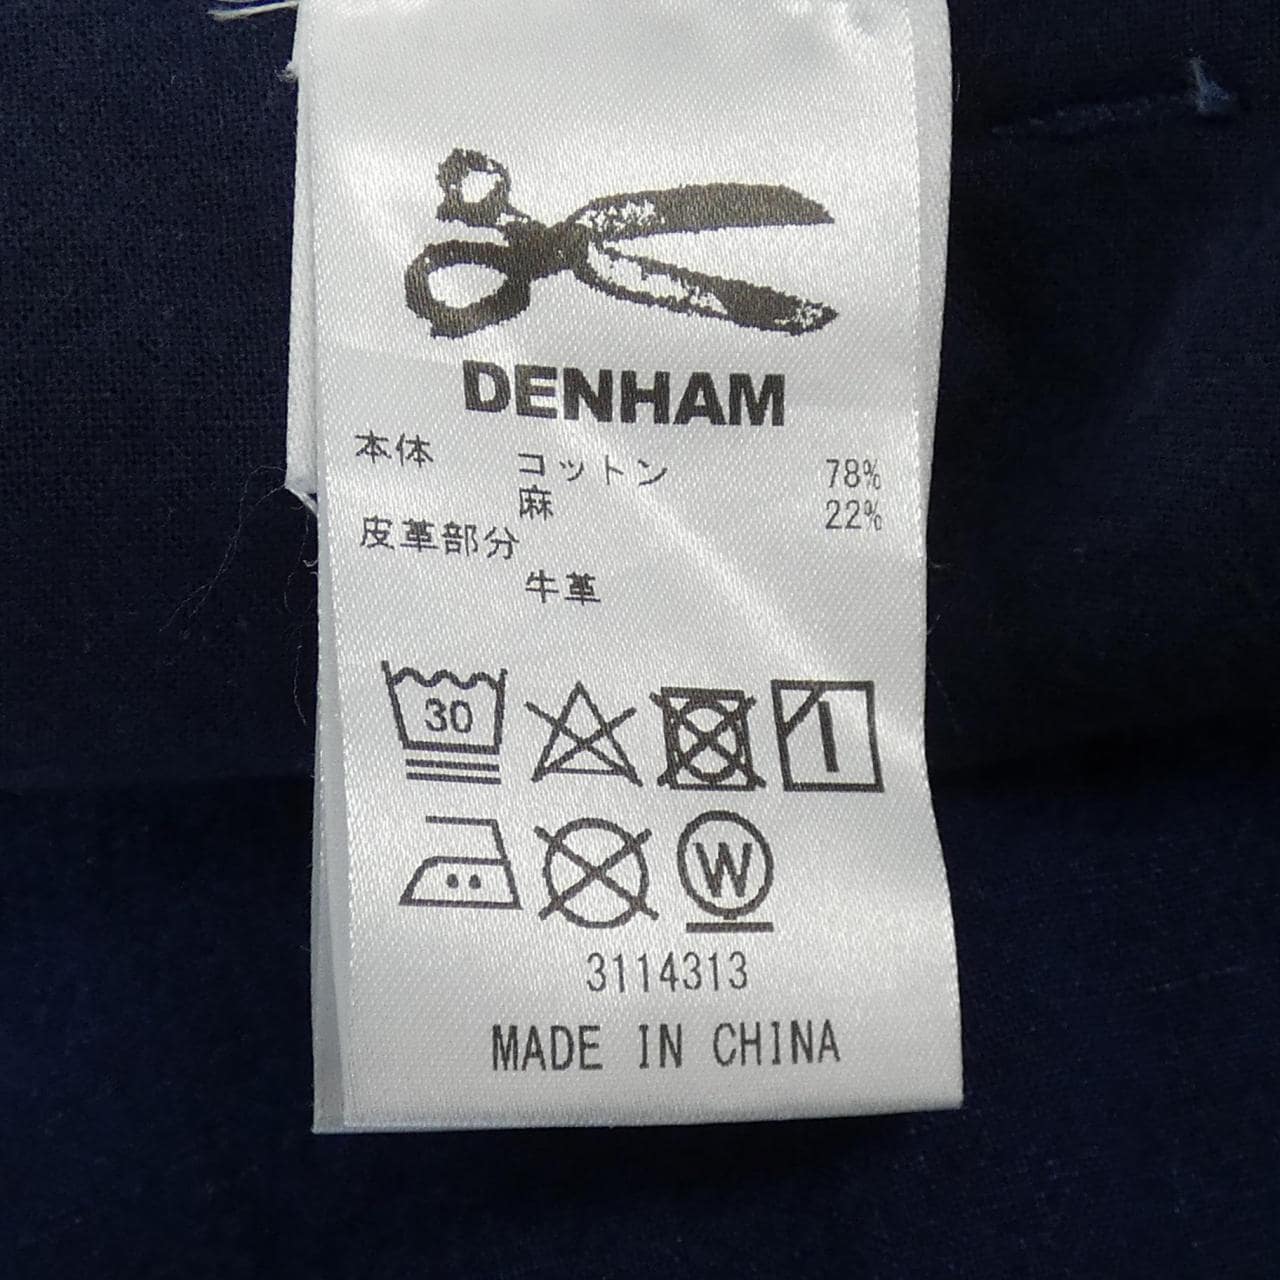 DENHAM
本体 コットン 78%
麻 22%
皮革部分
牛革
30
W
3114313
MADE IN CHINA